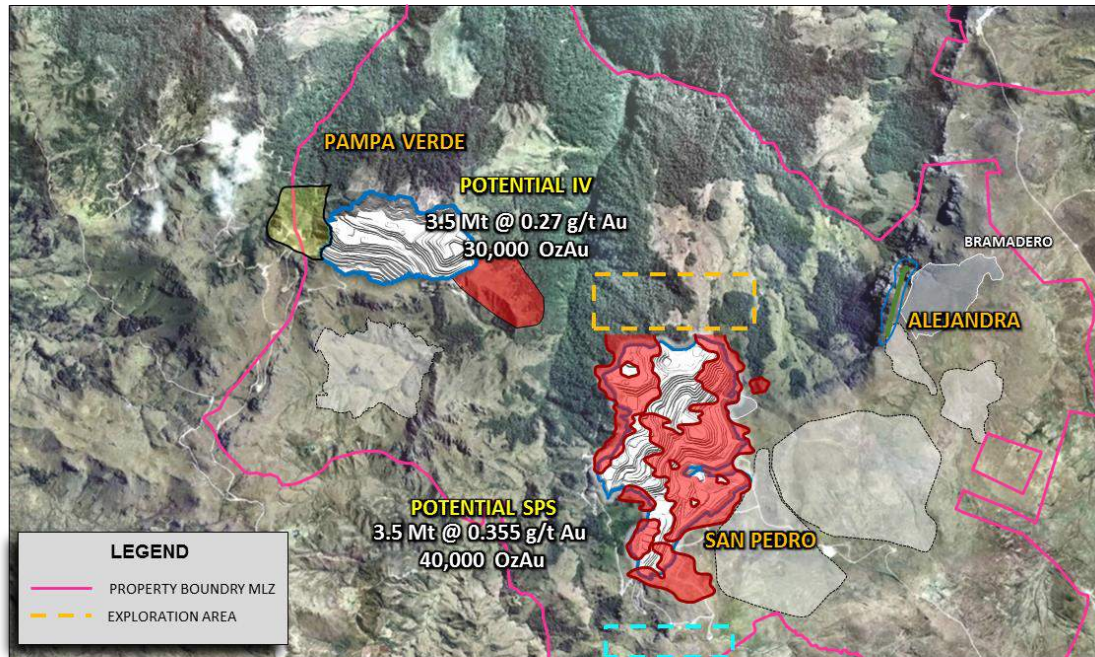 PAMPA VERDE
POTENTIAL IV
3.5 Mt @ 0.27 g/t Au
30,000 OzAu
BRAMADERO
ALEJANDRA
POTENTIAL SPS
3.5 Mt @ 0.355 g/t Au
40,000 OzAu
SAN PEDRO
LEGEND
PROPERTY BOUNDRY MLZ
EXPLORATION AREA